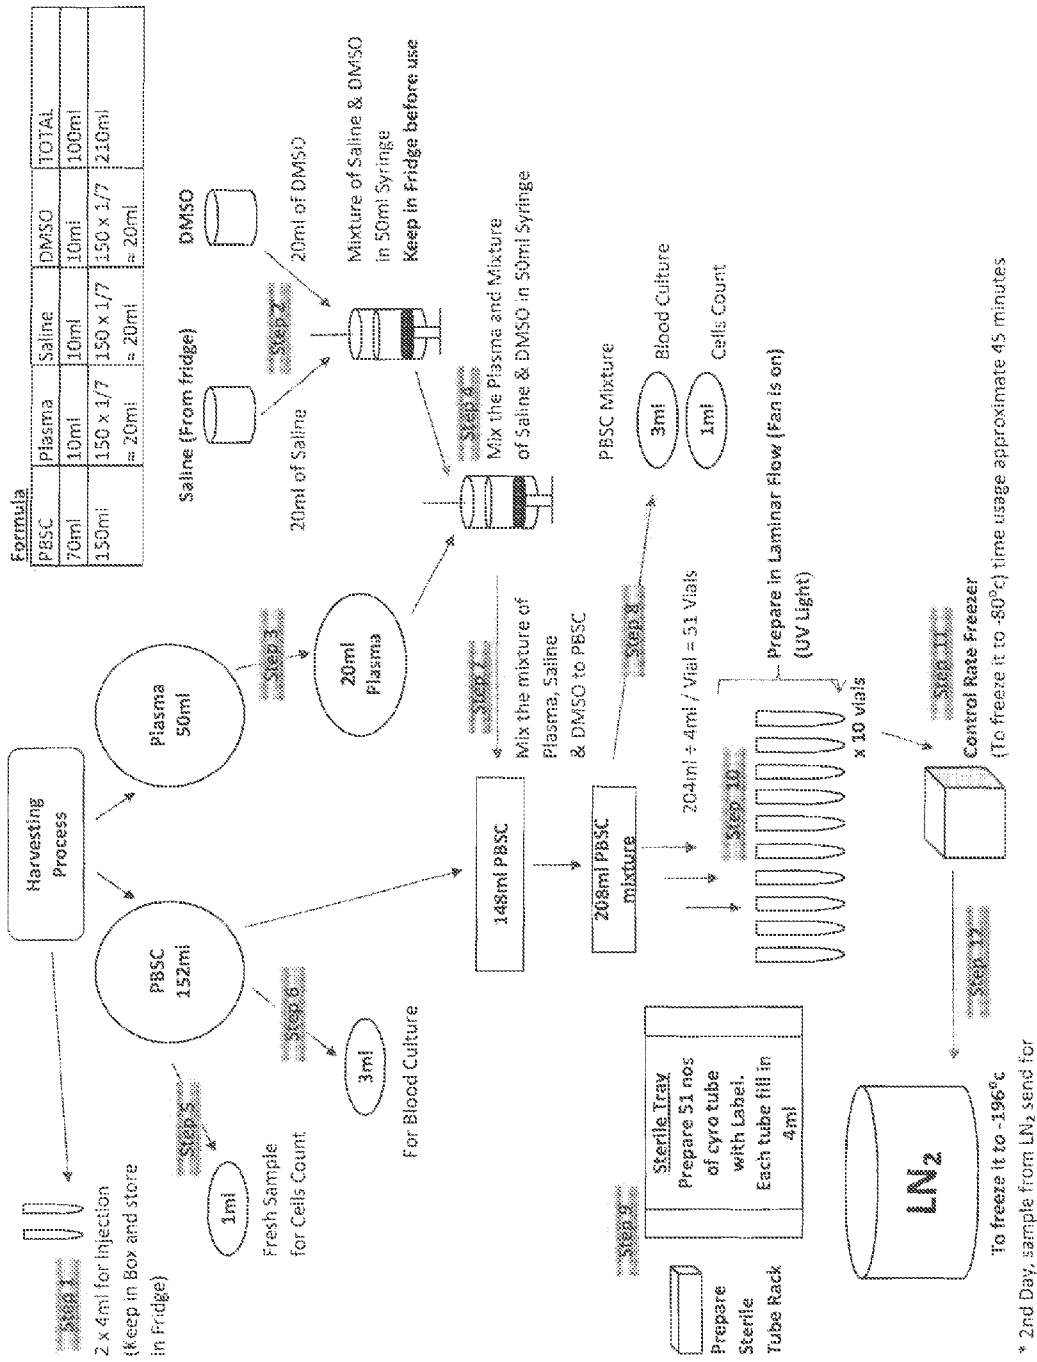 Formula
PBSC Plasma Saline DMSO TOTAL
70ml 10ml 10ml 10ml 100ml
150ml 150 x 1/7 150 x 1/7 150 x 1/7 210ml
= 20ml = 20ml = 20ml
Harvesting
Process
Step 1
2 x 4ml for Injection
(Keep in Box and store
in Fridge)
PBSC
152ml
Plasma
50ml
Saline (From fridge)
DMSO
Step 2
20ml of Saline
20ml of DMSO
Mixture of Saline & DMSO
in 50ml Syringe
Keep in Fridge before use
Step 3
20ml
Plasma
Step 4
Mix the Plasma and Mixture
of Saline & DMSO in 50ml Syringe
Step 5
1ml
Fresh Sample
for Cells Count
Step 6
3ml
For Blood Culture
148ml PBSC
Step 7
Mix the mixture of
Plasma, Saline
& DMSO to PBSC
208ml PBSC
mixture
Step 8
PBSC Mixture
3ml
Blood Culture
1ml
Cells Count
204ml ÷ 4ml / Vial = 51 Vials
Step 9
Prepare
Sterile
Tube Rack
Sterile Tray
Prepare 51 nos
of cyro tube
with Label.
Each tube fill in
4ml
Step 10
Prepare in Laminar Flow (Fan is on)
(UV Light)
x 10 vials
Step 11
Control Rate Freezer
(To freeze it to -80⁰c) time usage approximate 45 minutes
Step 12
LN₂
To freeze it to -196⁰c
* 2nd Day, sample from LN₂ send for